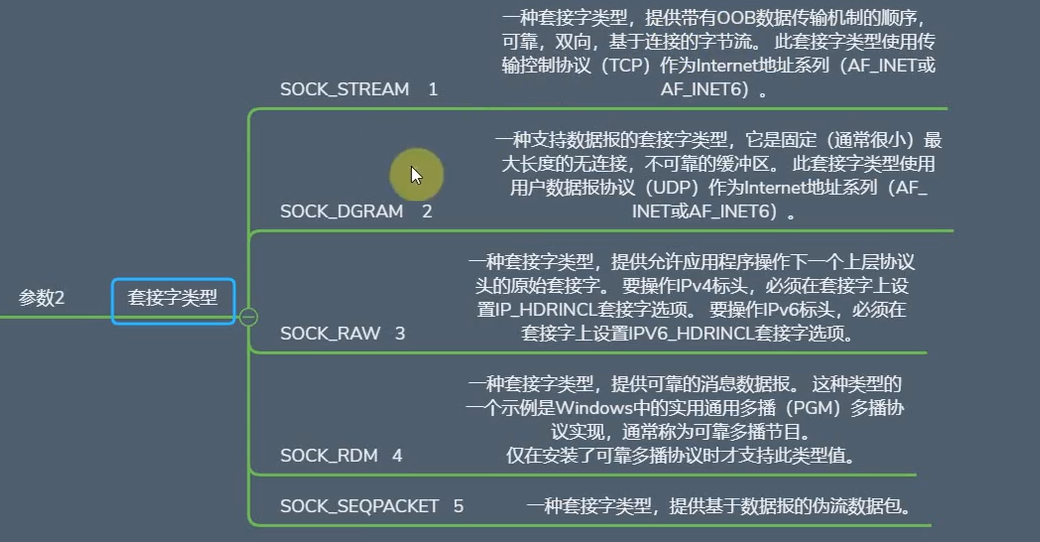 一种套接字类型，提供带有OOB数据传输机制的顺序，
可靠，双向，基于连接的字节流。 此套接字类型使用传
输控制协议（TCP）作为Internet地址系列（AF_INET或
AF_INET6）。
SOCK_STREAM 1
一种支持数据报的套接字类型，它是固定（通常很小）最
大长度的无连接，不可靠的缓冲区。 此套接字类型使用
用户数据报协议（UDP）作为Internet地址系列（AF_
INET或AF_INET6）。
SOCK_DGRAM 2
一种套接字类型，提供允许应用程序操作下一个上层协议
头的原始套接字。 要操作IPv4标头，必须在套接字上设
置IP_HDRINCL套接字选项。 要操作IPv6标头，必须在
套接字上设置IPV6_HDRINCL套接字选项。
SOCK_RAW 3
参数2
套接字类型
一种套接字类型，提供可靠的消息数据报。 这种类型的
一个示例是Windows中的实用通用多播（PGM）多播协
议实现，通常称为可靠多播节目。
仅在安装了可靠多播协议时才支持此类型值。
SOCK_RDM 4
SOCK_SEQPACKET 5 一种套接字类型，提供基于数据报的伪流数据包。